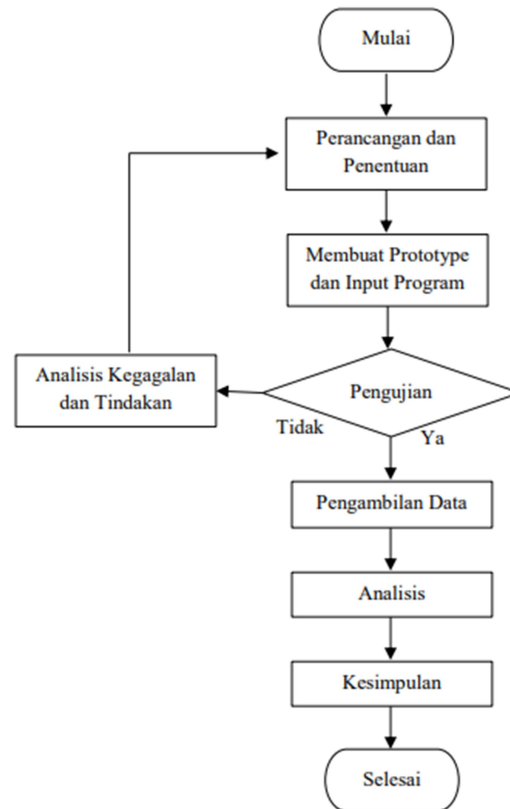 Mulai
Perancangan dan
Penentuan
Membuat Prototype
dan Input Program
Pengujian
Analisis Kegagalan
dan Tindakan
Tidak
Ya
Pengambilan Data
Analisis
Kesimpulan
Selesai